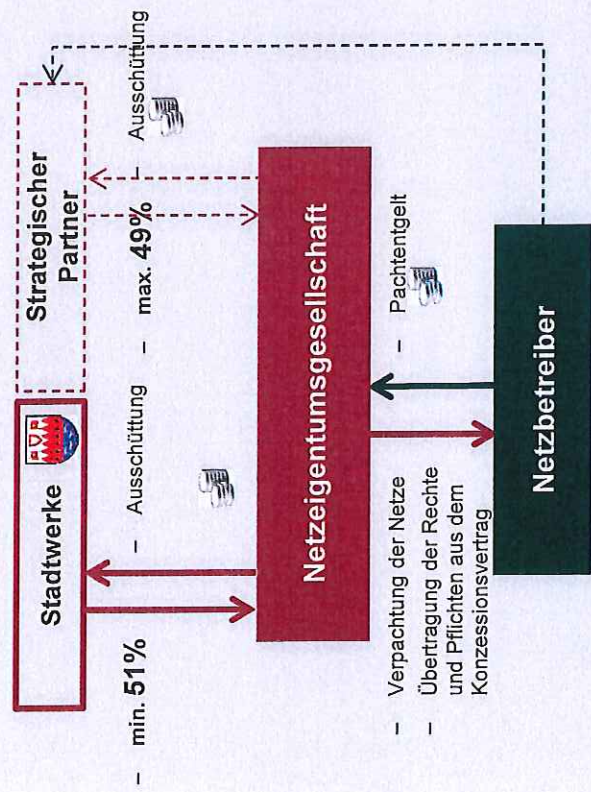 Stadtwerke
Strategischer
Partner
– min. 51%
– Ausschüttung
– max. 49%
– Ausschüttung
Netzeigentumsgesellschaft
– Verpachtung der Netze
– Übertragung der Rechte
und Pflichten aus dem
Konzessionsvertrag
– Pachtentgelt
Netzbetreiber